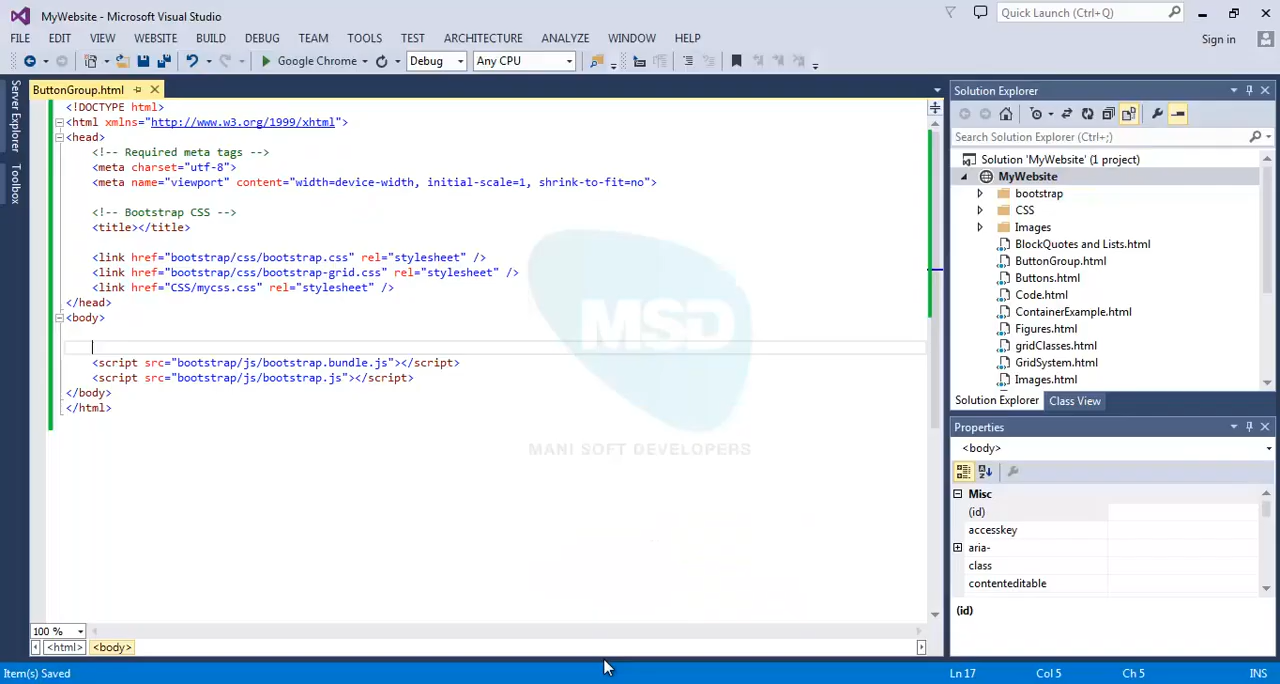 MyWebsite - Microsoft Visual Studio
Quick Launch (Ctrl+Q)
FILE EDIT VIEW WEBSITE BUILD DEBUG TEAM TOOLS TEST ARCHITECTURE ANALYZE WINDOW HELP
Sign in
Google Chrome Debug Any CPU
Server Explorer
Toolbox
ButtonGroup.html
<!DOCTYPE html>
<html xmlns="http://www.w3.org/1999/xhtml">
<head>
<!-- Required meta tags -->
<meta charset="utf-8">
<meta name="viewport" content="width=device-width, initial-scale=1, shrink-to-fit=no">
<!-- Bootstrap CSS -->
<title></title>
<link href="bootstrap/css/bootstrap.css" rel="stylesheet" />
<link href="bootstrap/css/bootstrap-grid.css" rel="stylesheet" />
<link href="CSS/mycss.css" rel="stylesheet" />
</head>
<body>
<script src="bootstrap/js/bootstrap.bundle.js"></script>
<script src="bootstrap/js/bootstrap.js"></script>
</body>
</html>
MSD
MANI SOFT DEVELOPERS
100 %
<html> <body>
Solution Explorer
Search Solution Explorer (Ctrl+;)
Solution 'MyWebsite' (1 project)
MyWebsite
bootstrap
CSS
Images
BlockQuotes and Lists.html
ButtonGroup.html
Buttons.html
Code.html
ContainerExample.html
Figures.html
gridClasses.html
GridSystem.html
Images.html
Solution Explorer Class View
Properties
<body>
Misc
(id)
accesskey
aria-
class
contenteditable
(id)
Item(s) Saved Ln 17 Col 5 Ch 5 INS